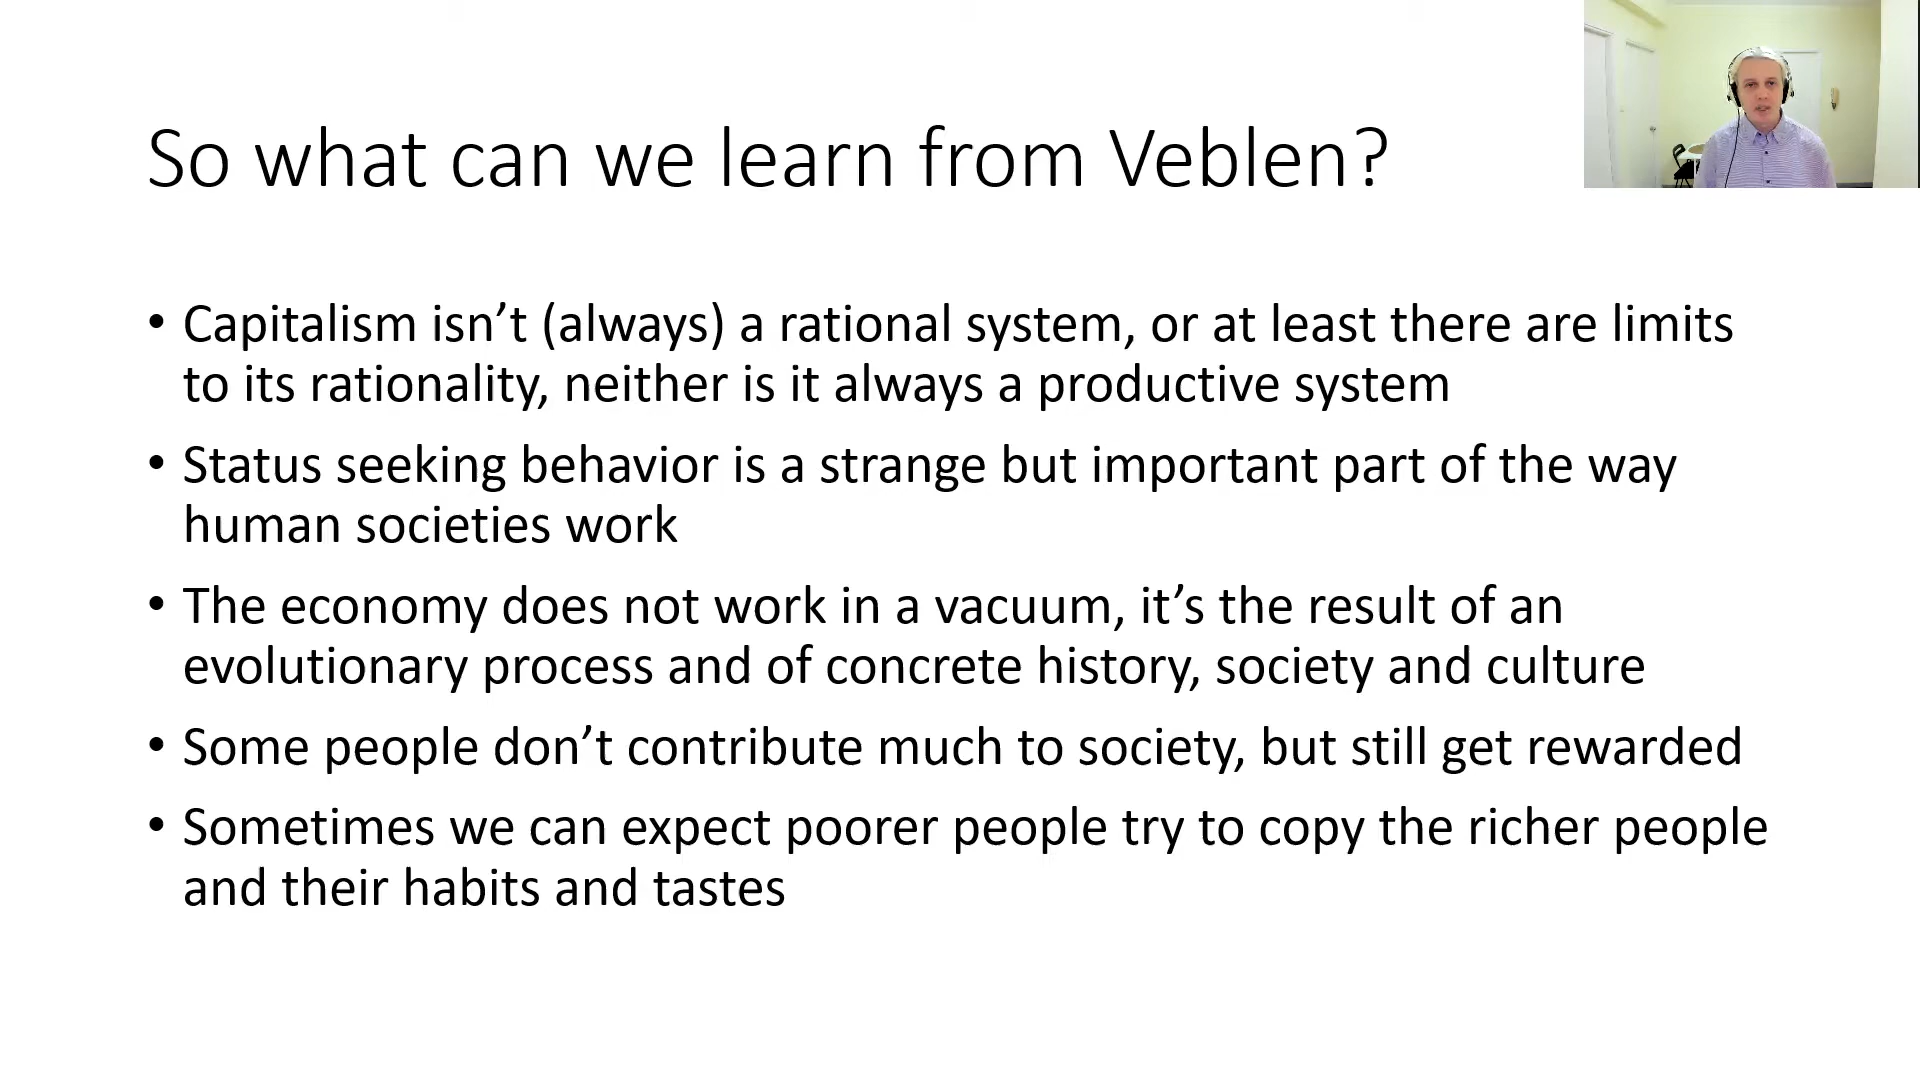 So what can we learn from Veblen?
• Capitalism isn’t (always) a rational system, or at least there are limits
to its rationality, neither is it always a productive system
• Status seeking behavior is a strange but important part of the way
human societies work
• The economy does not work in a vacuum, it’s the result of an
evolutionary process and of concrete history, society and culture
• Some people don’t contribute much to society, but still get rewarded
• Sometimes we can expect poorer people try to copy the richer people
and their habits and tastes